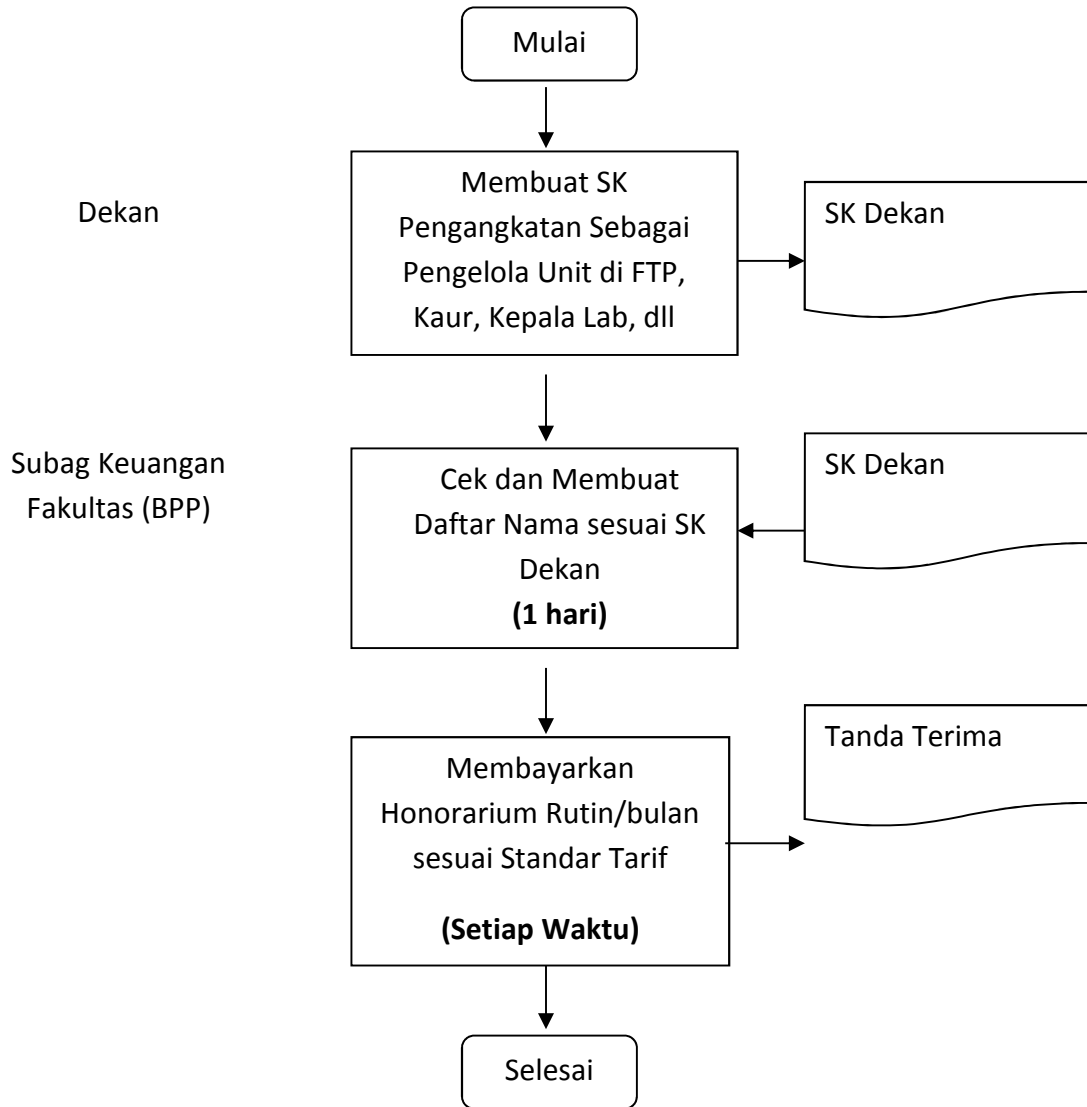 Mulai
Dekan
Membuat SK
Pengangkatan Sebagai
Pengelola Unit di FTP,
Kaur, Kepala Lab, dll
SK Dekan
Subag Keuangan
Fakultas (BPP)
Cek dan Membuat
Daftar Nama sesuai SK
Dekan
(1 hari)
SK Dekan
Membayarkan
Honorarium Rutin/bulan
sesuai Standar Tarif
(Setiap Waktu)
Tanda Terima
Selesai